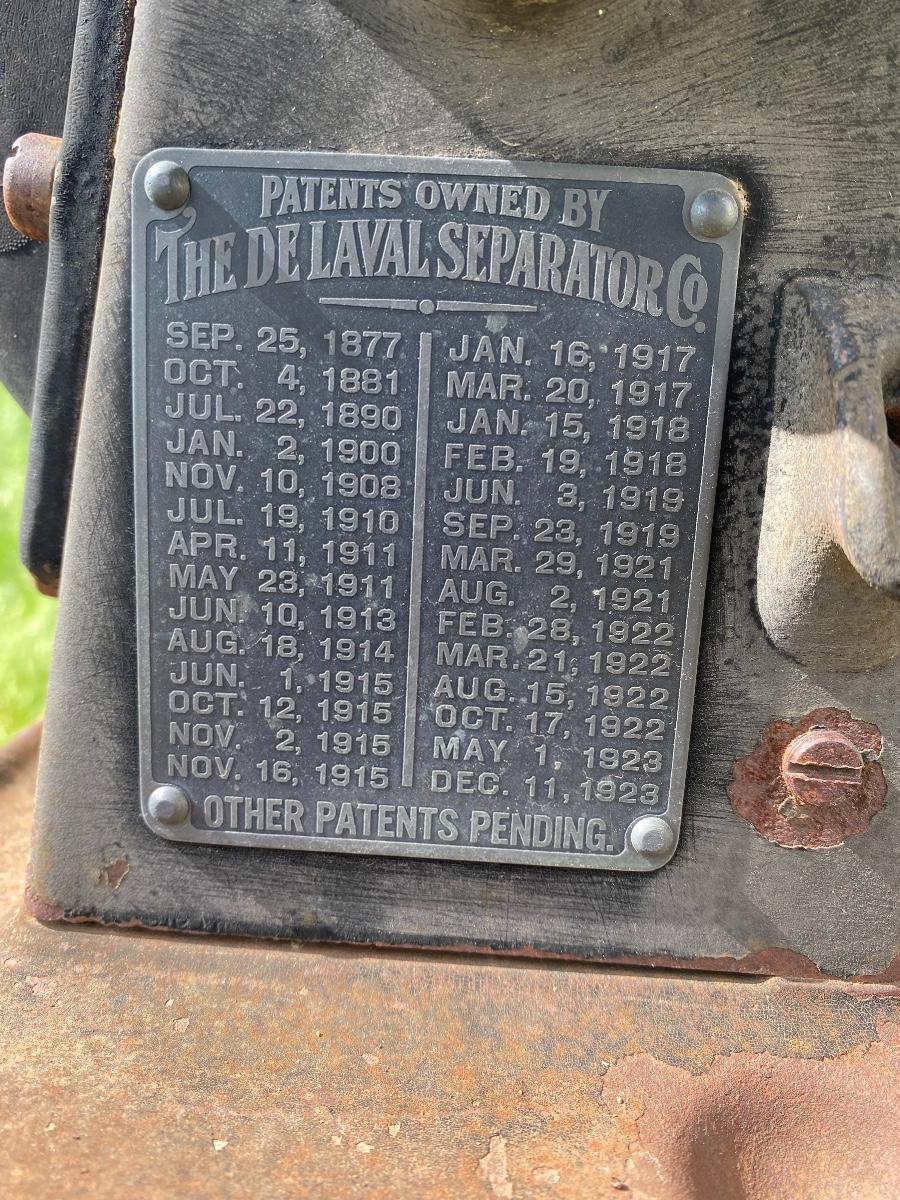 PATENTS OWNED BY
THE DE LAVAL SEPARATOR CO.
SEP. 25, 1877
OCT. 4, 1881
JUL. 22, 1890
JAN. 2, 1900
NOV. 10, 1908
JUL. 19, 1910
APR. 11, 1911
MAY 23, 1911
JUN. 10, 1913
AUG. 18, 1914
JUN. 1, 1915
OCT. 12, 1915
NOV. 2, 1915
NOV. 16, 1915
JAN. 16, 1917
MAR. 20, 1917
JAN. 15, 1918
FEB. 19, 1918
JUN. 3, 1919
SEP. 23, 1919
MAR. 29, 1921
AUG. 2, 1921
FEB. 28, 1922
MAR. 21, 1922
AUG. 15, 1922
OCT. 17, 1922
MAY 1, 1923
DEC. 11, 1923
OTHER PATENTS PENDING.